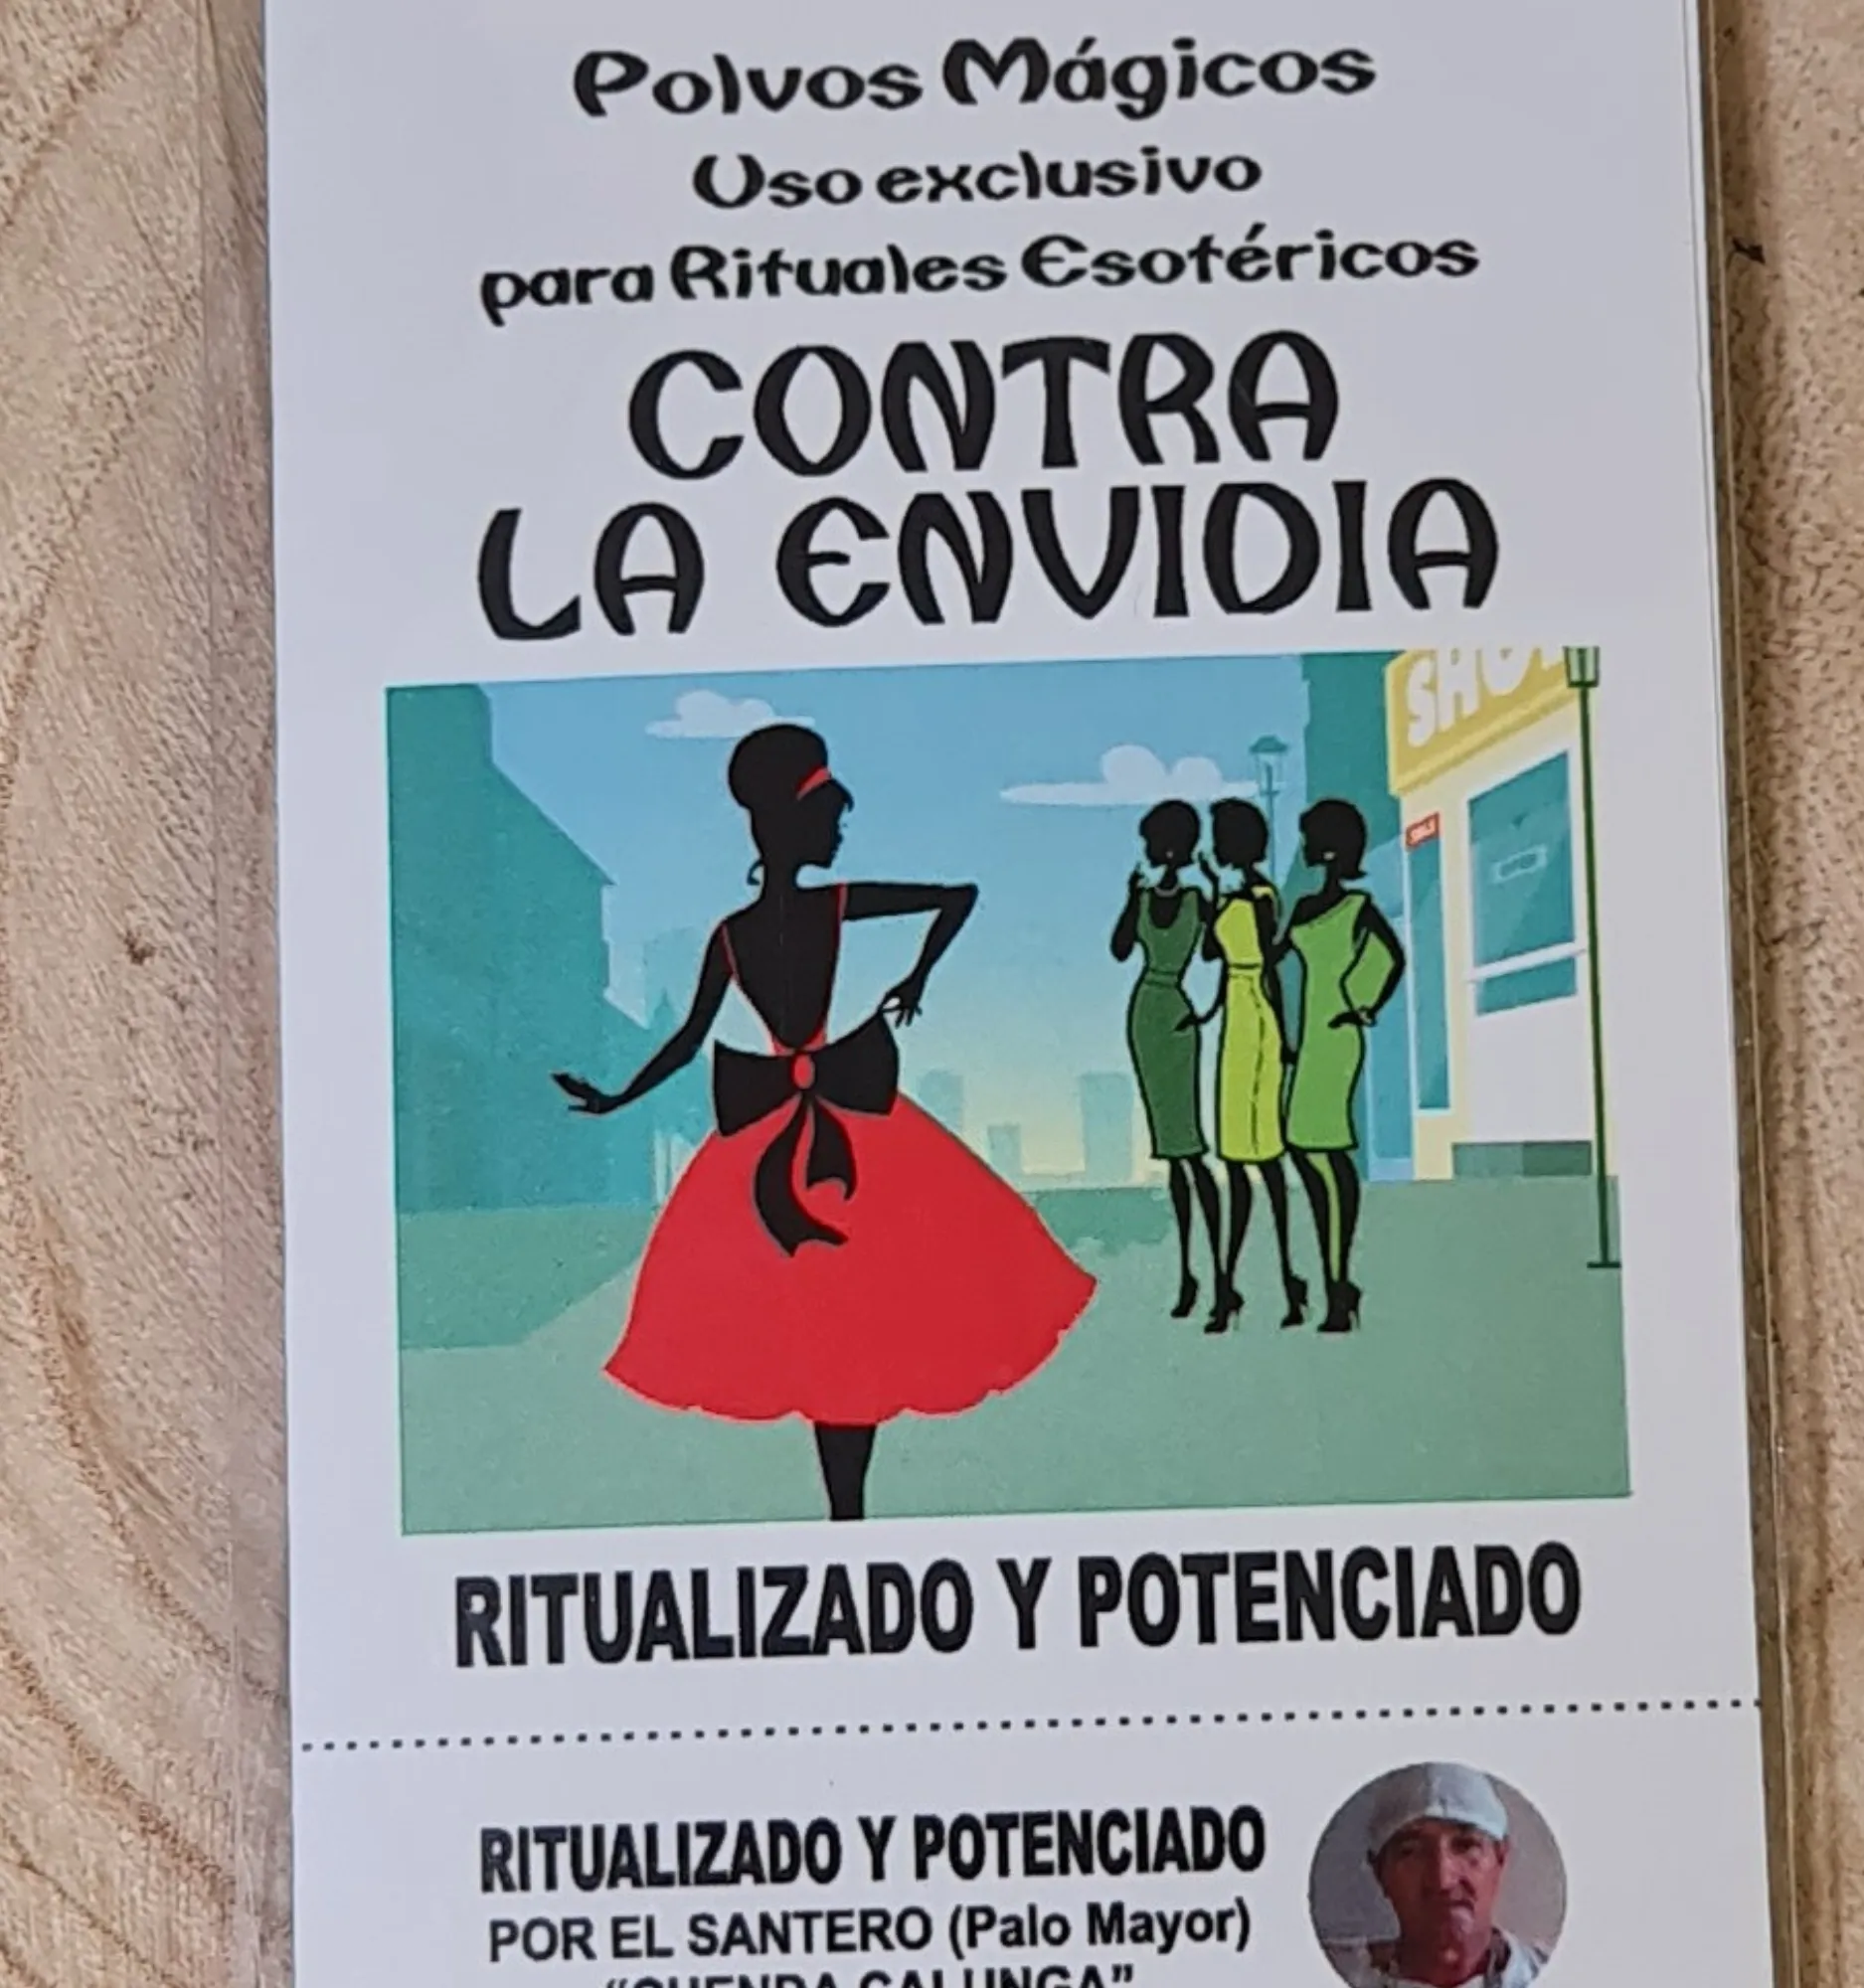 Polvos Mágicos
Uso exclusivo
para Rituales Esotéricos
CONTRA
LA ENVIDIA
RITUALIZADO Y POTENCIADO
RITUALIZADO Y POTENCIADO
POR EL SANTERO (Palo Mayor)
CALUNGA"